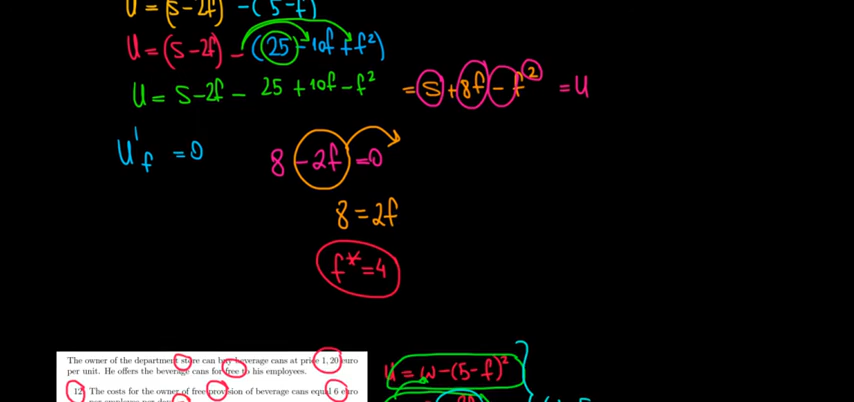 U = (s-2f) -(5-f)
U = (s-2f) - (25 - 10f + f²)
U = s-2f - 25 + 10f - f² = s + 8f - f² = U
U'f = 0 8 - 2f = 0
8 = 2f
f* = 4
The owner of the department store can buy beverage cans at price 1, 20 euro
per unit. He offers the beverage cans for free to his employees.
U = w - (5-f)²
12. The costs for the owner of free provision of beverage cans equal 6 euro